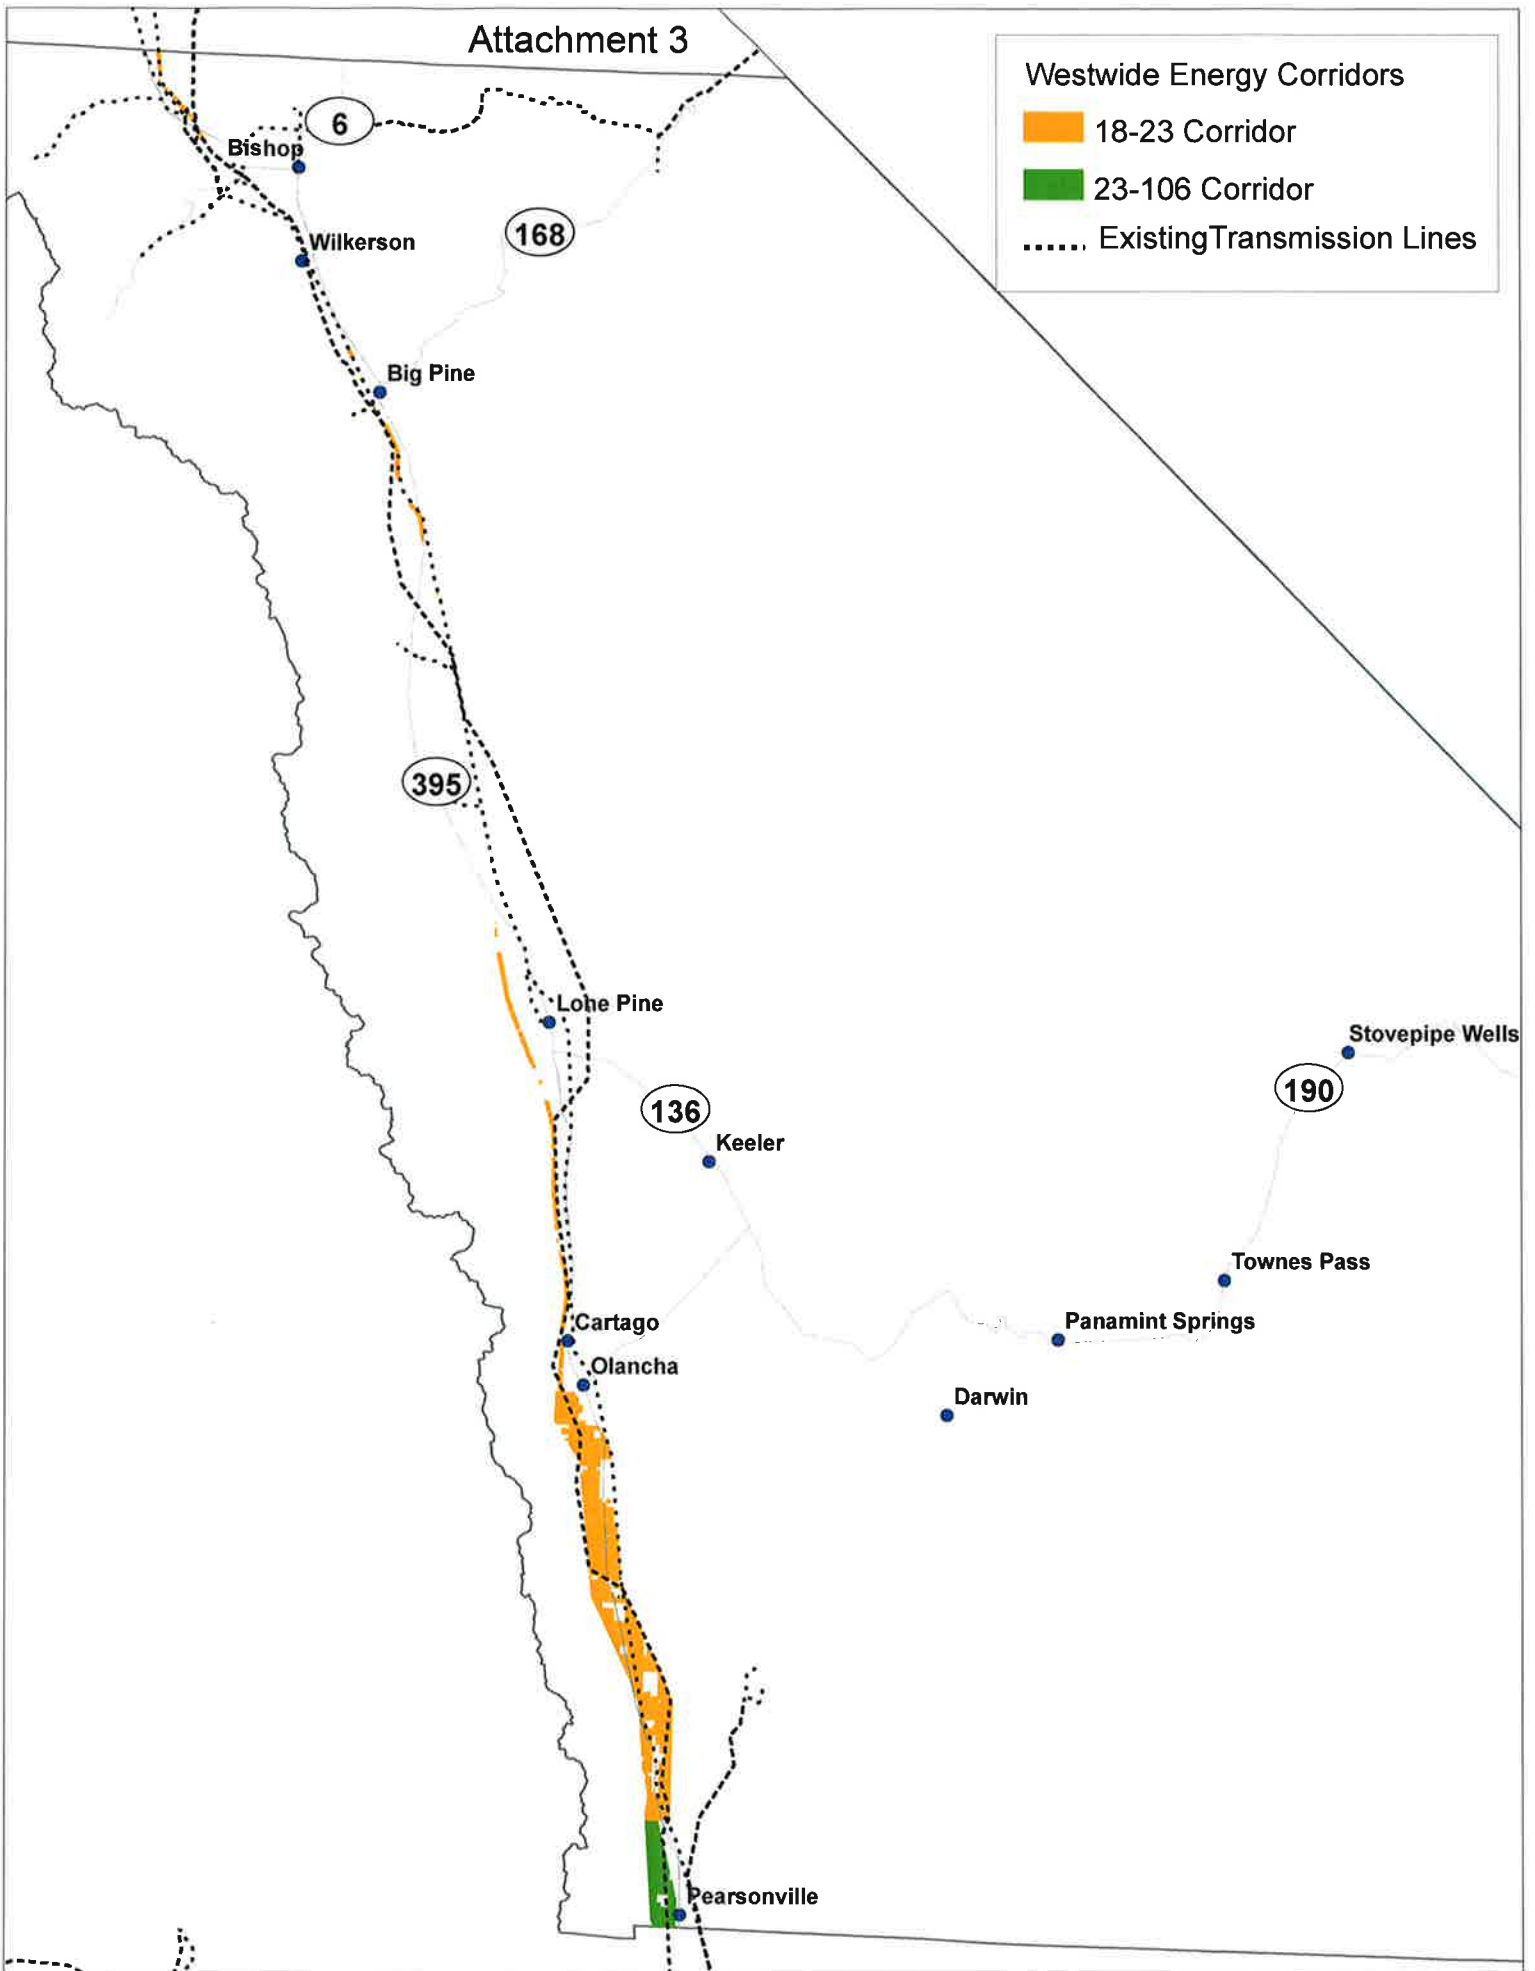 Attachment 3
Westwide Energy Corridors
18-23 Corridor
23-106 Corridor
ExistingTransmission Lines
6
Bishop
168
Wilkerson
Big Pine
395
Lone Pine
Stovepipe Wells
190
136
Keeler
Townes Pass
Cartago
Panamint Springs
Olancha
Darwin
Pearsonville